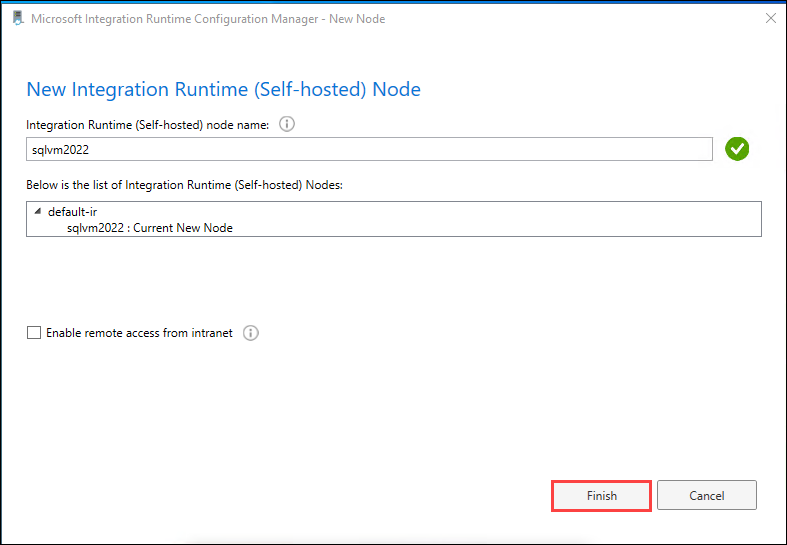 Microsoft Integration Runtime Configuration Manager - New Node
New Integration Runtime (Self-hosted) Node
Integration Runtime (Self-hosted) node name:
sqlvm2022
Below is the list of Integration Runtime (Self-hosted) Nodes:
default-ir
sqlvm2022 : Current New Node
Enable remote access from intranet
Finish
Cancel